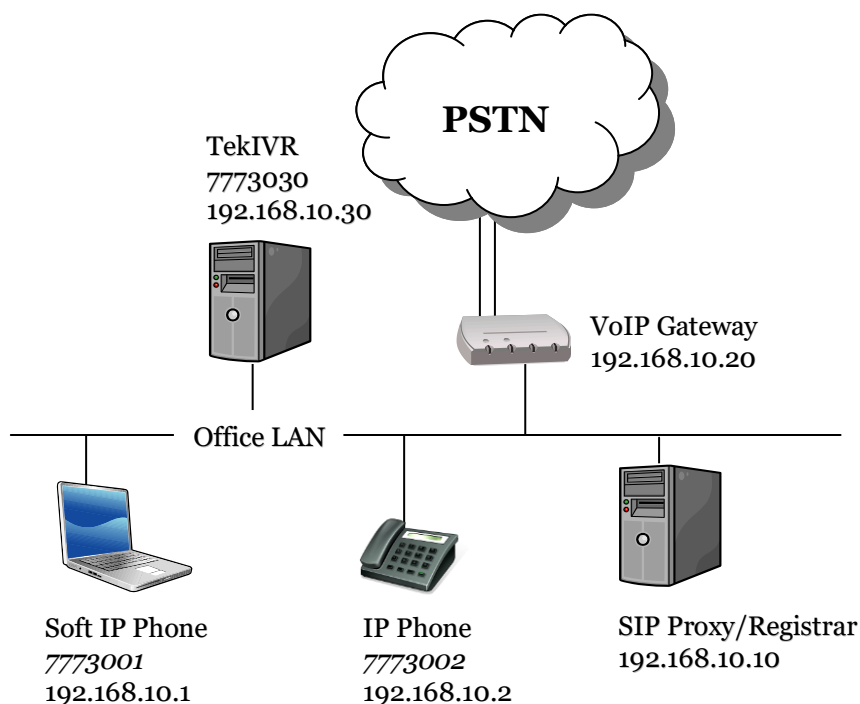 PSTN
TekIVR
7773030
192.168.10.30
VoIP Gateway
192.168.10.20
Office LAN
Soft IP Phone
7773001
192.168.10.1
IP Phone
7773002
192.168.10.2
SIP Proxy/Registrar
192.168.10.10